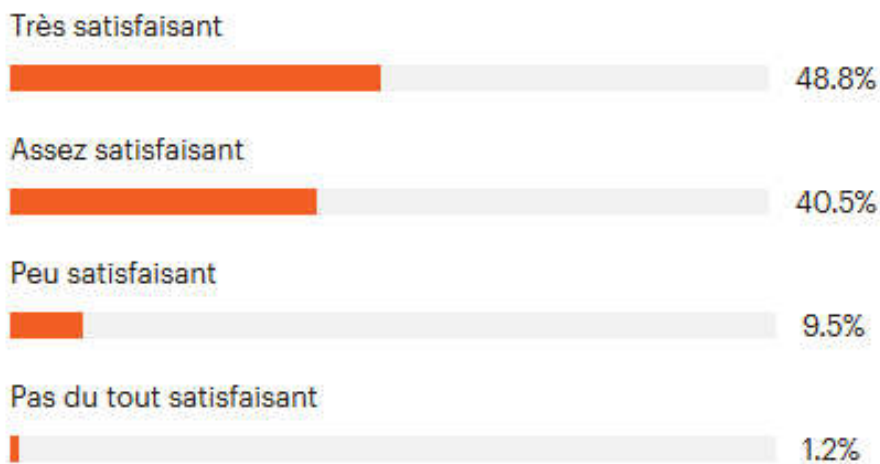 Très satisfaisant
48.8%
Assez satisfaisant
40.5%
Peu satisfaisant
9.5%
Pas du tout satisfaisant
1.2%